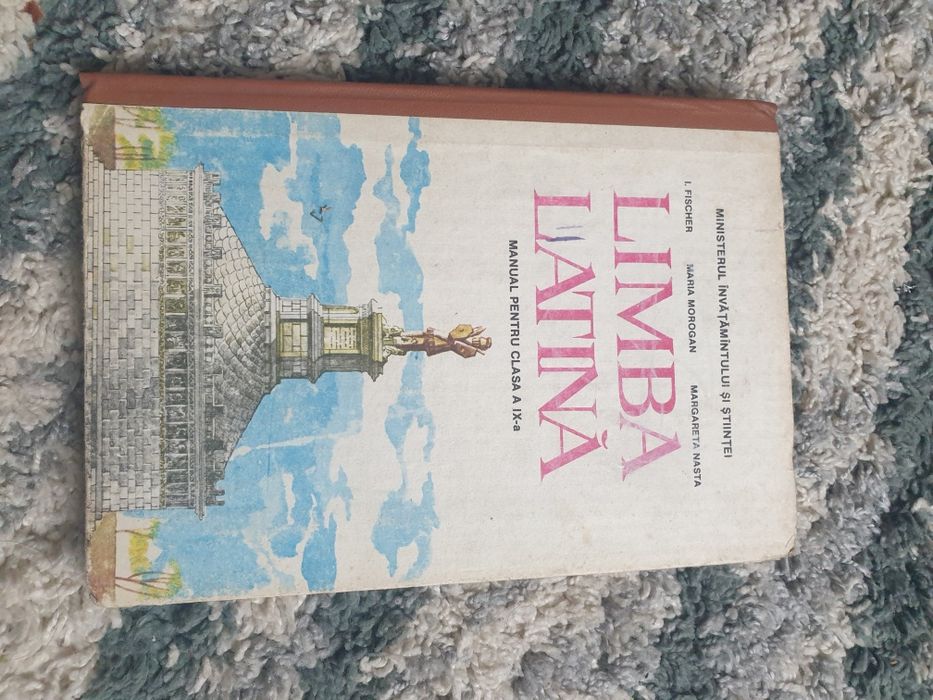 MINISTERUL ÎNVĂȚĂMÎNTULUI ȘI ȘTIINȚEI
I. FISCHER MARIA MOROGAN MARGARETA NASTA
LIMBA
LATINĂ
MANUAL PENTRU CLASA A IX-a